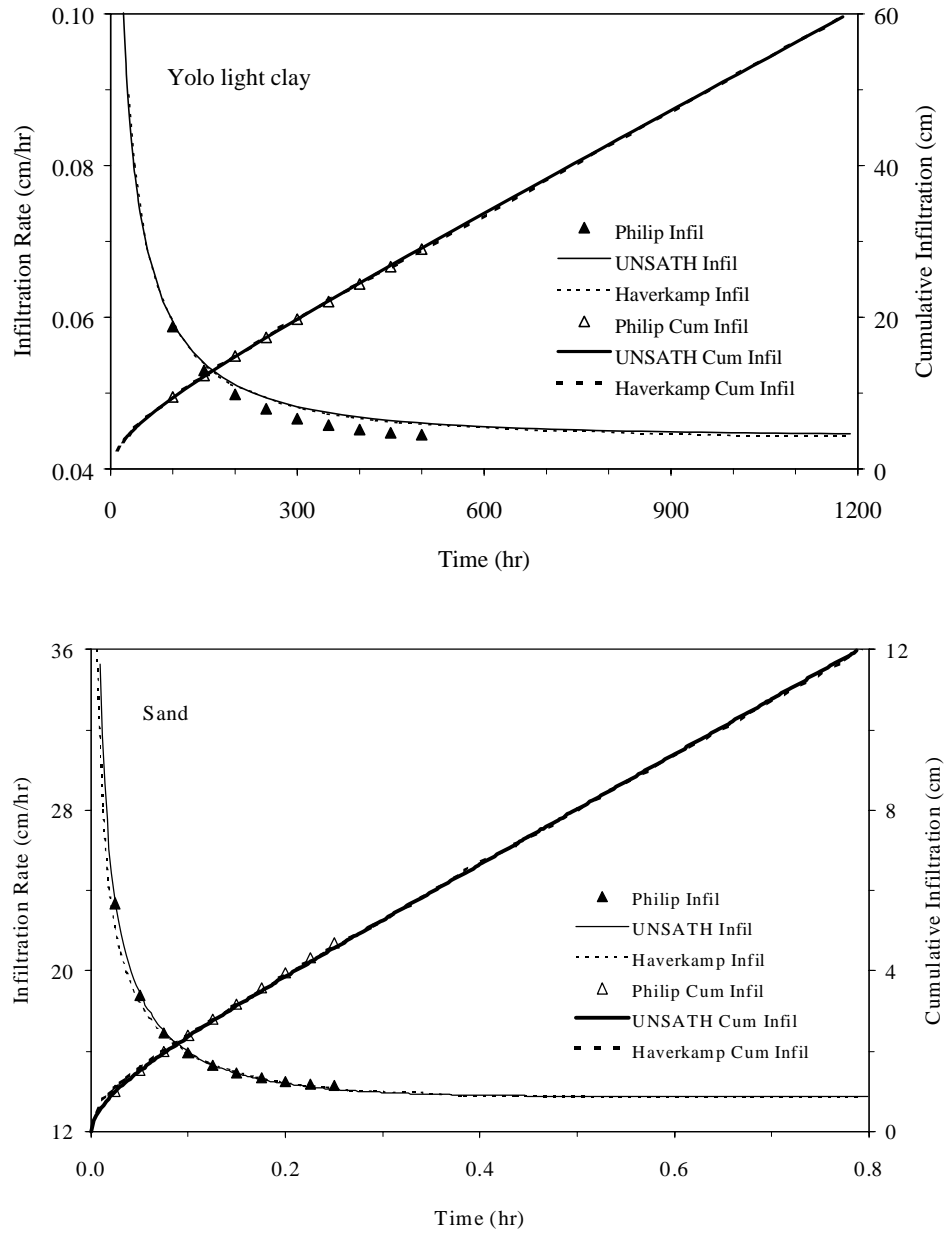 0.10
60
Yolo light clay
0.08
40
Infiltration Rate (cm/hr)
Cumulative Infiltration (cm)
Philip Infil
UNSATH Infil
Haverkamp Infil
0.06
20
Philip Cum Infil
UNSATH Cum Infil
Haverkamp Cum Infil
0.04
0
0
300
600
900
1200
Time (hr)
36
12
Sand
28
8
Infiltration Rate (cm/hr)
Cumulative Infiltration (cm)
Philip Infil
UNSATH Infil
Haverkamp Infil
20
4
Philip Cum Infil
UNSATH Cum Infil
Haverkamp Cum Infil
12
0
0.0
0.2
0.4
0.6
0.8
Time (hr)